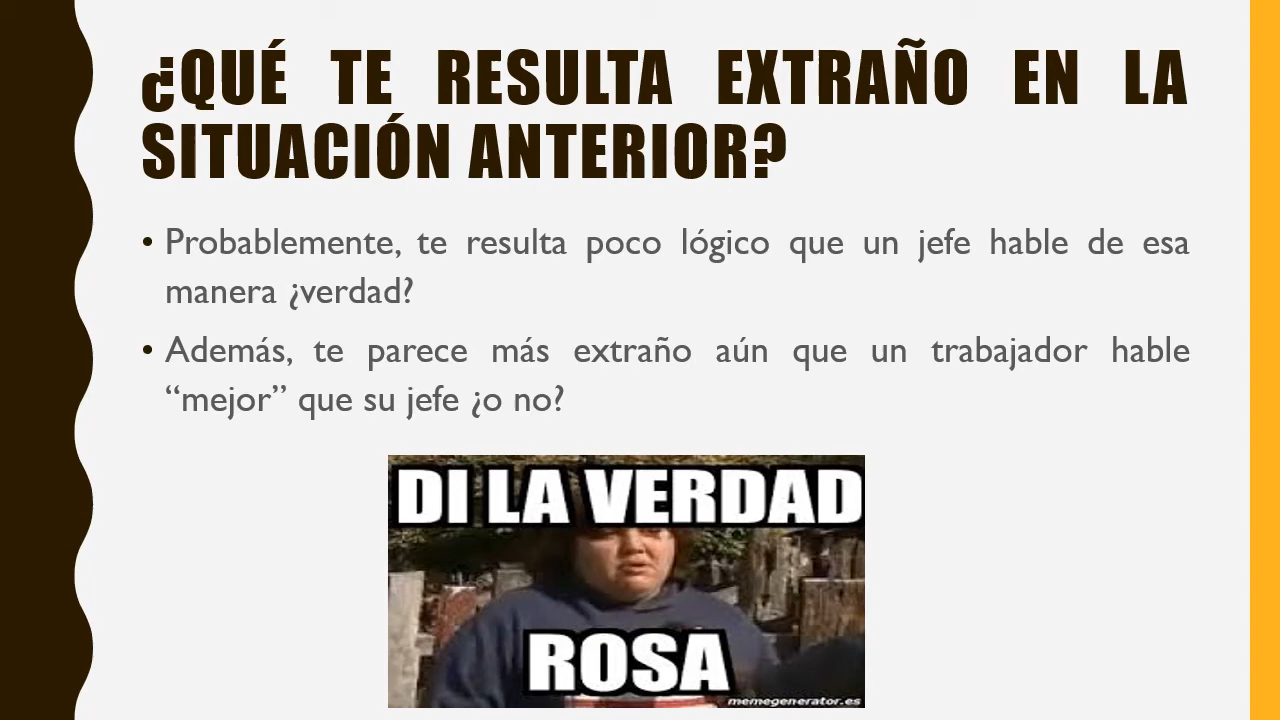 ¿QUÉ TE RESULTA EXTRAÑO EN LA
SITUACIÓN ANTERIOR?
• Probablemente, te resulta poco lógico que un jefe hable de esa
manera ¿verdad?
• Además, te parece más extraño aún que un trabajador hable
“mejor” que su jefe ¿o no?
DI LA VERDAD
ROSA
memegenerator.es